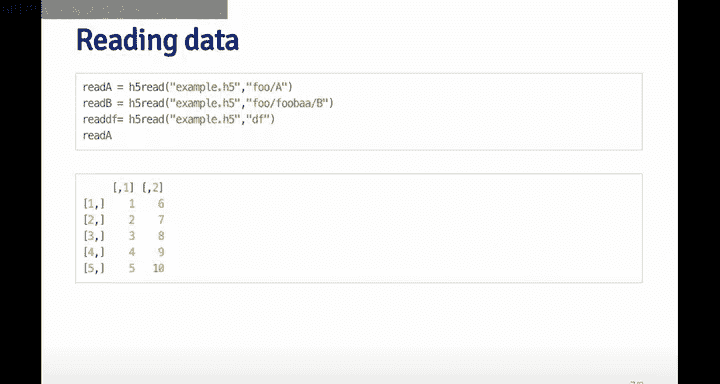 Reading data
readA = h5read("example.h5","foo/A")
readB = h5read("example.h5","foo/foobaa/B")
readdf= h5read("example.h5","df")
readA
[,1] [,2]
[1,] 1 6
[2,] 2 7
[3,] 3 8
[4,] 4 9
[5,] 5 10